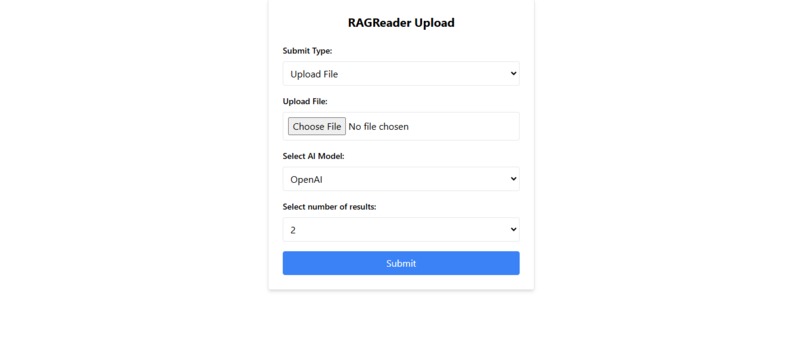 RAGReader Upload
Submit Type:
Upload File
Upload File:
Choose File No file chosen
Select AI Model:
OpenAI
Select number of results:
2
Submit